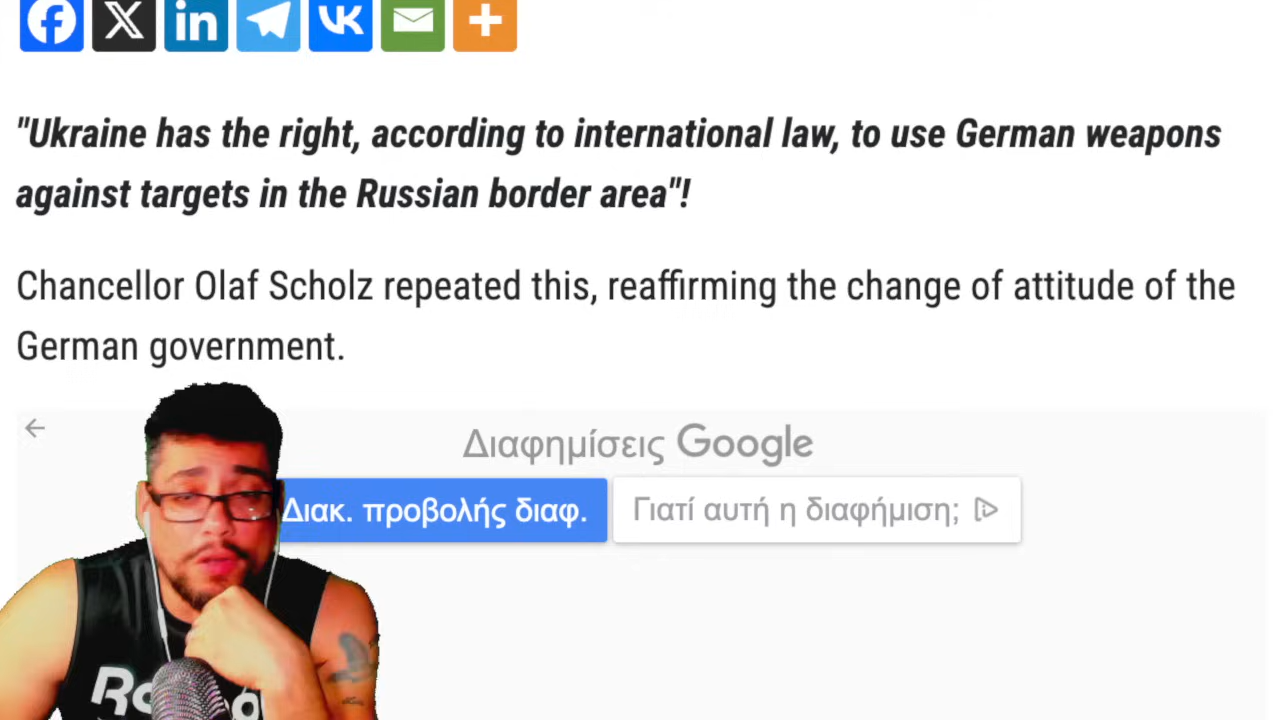 "Ukraine has the right, according to international law, to use German weapons
against targets in the Russian border area"!
Chancellor Olaf Scholz repeated this, reaffirming the change of attitude of the
German government.
Διαφημίσεις Google
Διακ. προβολής διαφ.
Γιατί αυτή η διαφήμιση;